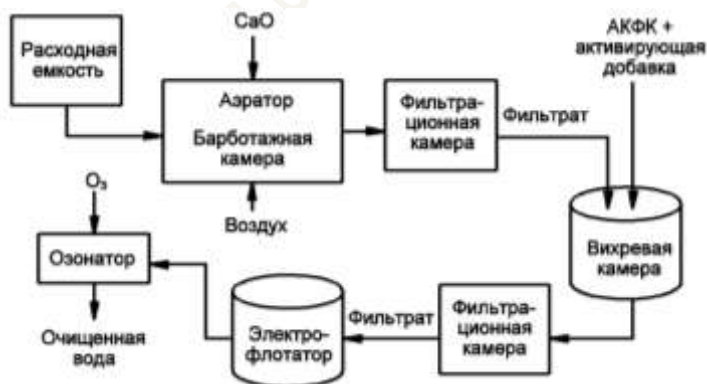 Расходная
емкость
CaO
Аэратор
Барботажная
камера
Воздух
Фильтра-
ционная
камера
Фильтрат
АКФК +
активирующая
добавка
Вихревая
камера
Фильтра-
ционная
камера
Фильтрат
Электро-
флотатор
O₃
Озонатор
Очищенная
вода